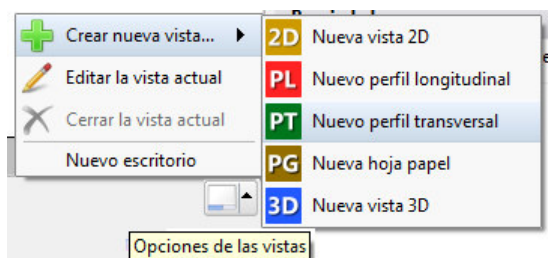 Crear nueva vista...
Editar la vista actual
Cerrar la vista actual
Nuevo escritorio
2D Nueva vista 2D
PL Nuevo perfil longitudinal
PT Nuevo perfil transversal
PG Nueva hoja papel
3D Nueva vista 3D
Opciones de las vistas